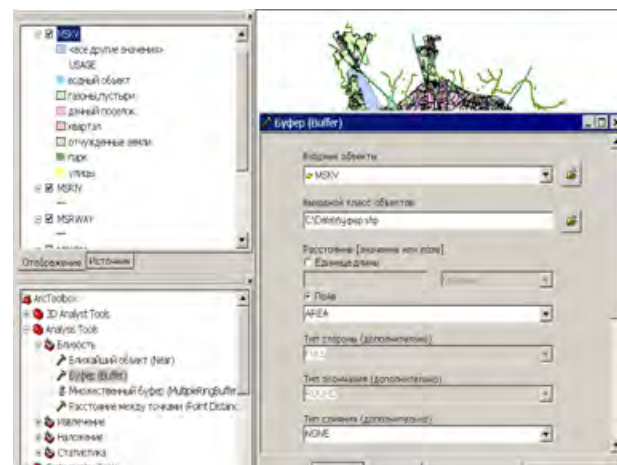 MSKV
<все другие значения>
USAGE
водный объект
газоны,пустыри
дачный поселок
квартал
отчужденные земли
парк
улицы
MSRIV
MSRWAY
Отображение Источник
ArcToolbox
3D Analyst Tools
Analysis Tools
Близость
Ближайший объект (Near)
Буфер (Buffer)
Множественный буфер (MultipleRingBuffer
Расстояние между точками (Point Distanc
Извлечение
Наложение
Статистика
Буфер (Buffer)
Входные объекты
MSKV
Выходной класс объектов
C:\Data\буфер.shp
Расстояние [значение или поле]
Единица длины
Поле
AREA
Тип стороны (дополнительно)
FULL
Тип окончания (дополнительно)
ROUND
Тип слияния (дополнительно)
NONE